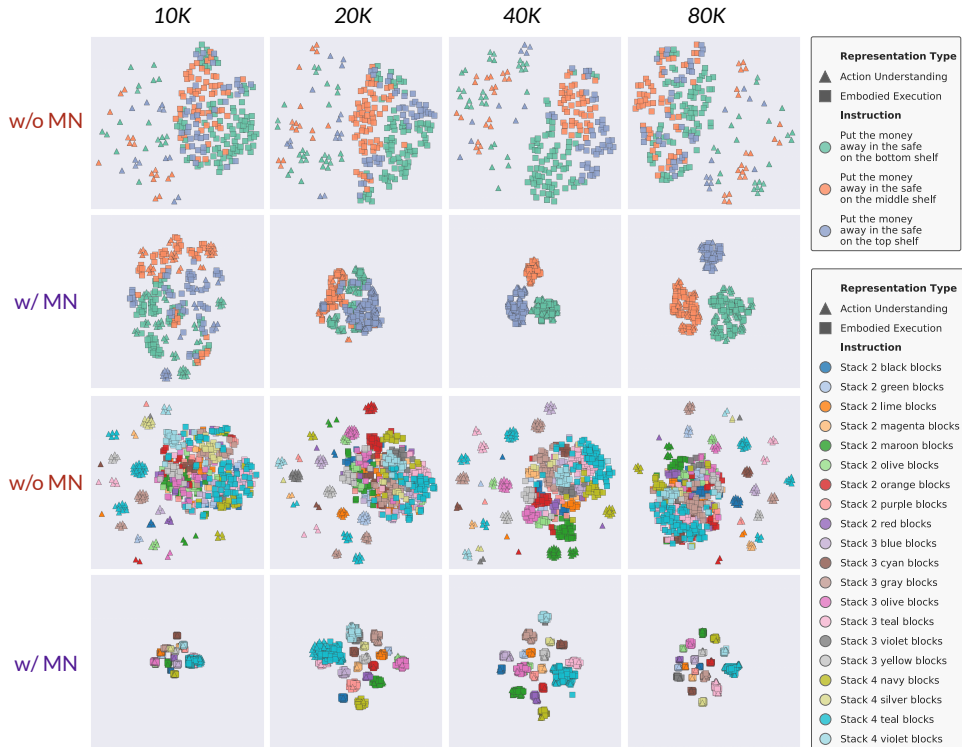 10K 20K 40K 80K
w/o MN
w/ MN
w/o MN
w/ MN
Representation Type
Action Understanding
Embodied Execution
Instruction
Put the money
away in the safe
on the bottom shelf
Put the money
away in the safe
on the middle shelf
Put the money
away in the safe
on the top shelf
Representation Type
Action Understanding
Embodied Execution
Instruction
Stack 2 black blocks
Stack 2 green blocks
Stack 2 lime blocks
Stack 2 magenta blocks
Stack 2 maroon blocks
Stack 2 olive blocks
Stack 2 orange blocks
Stack 2 purple blocks
Stack 2 red blocks
Stack 3 blue blocks
Stack 3 cyan blocks
Stack 3 gray blocks
Stack 3 olive blocks
Stack 3 teal blocks
Stack 3 violet blocks
Stack 3 yellow blocks
Stack 4 navy blocks
Stack 4 silver blocks
Stack 4 teal blocks
Stack 4 violet blocks